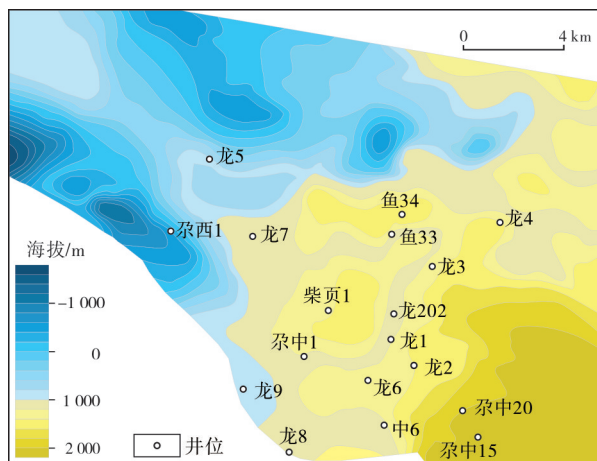 0 4 km
龙5
鱼34
龙4
尕西1
龙7
鱼33
海拔/m
龙3
-1 000
柴页1
龙202
0
龙1
尕中1
龙2
龙9
龙6
1 000
尕中20
中6
井位
龙8
尕中15
2 000